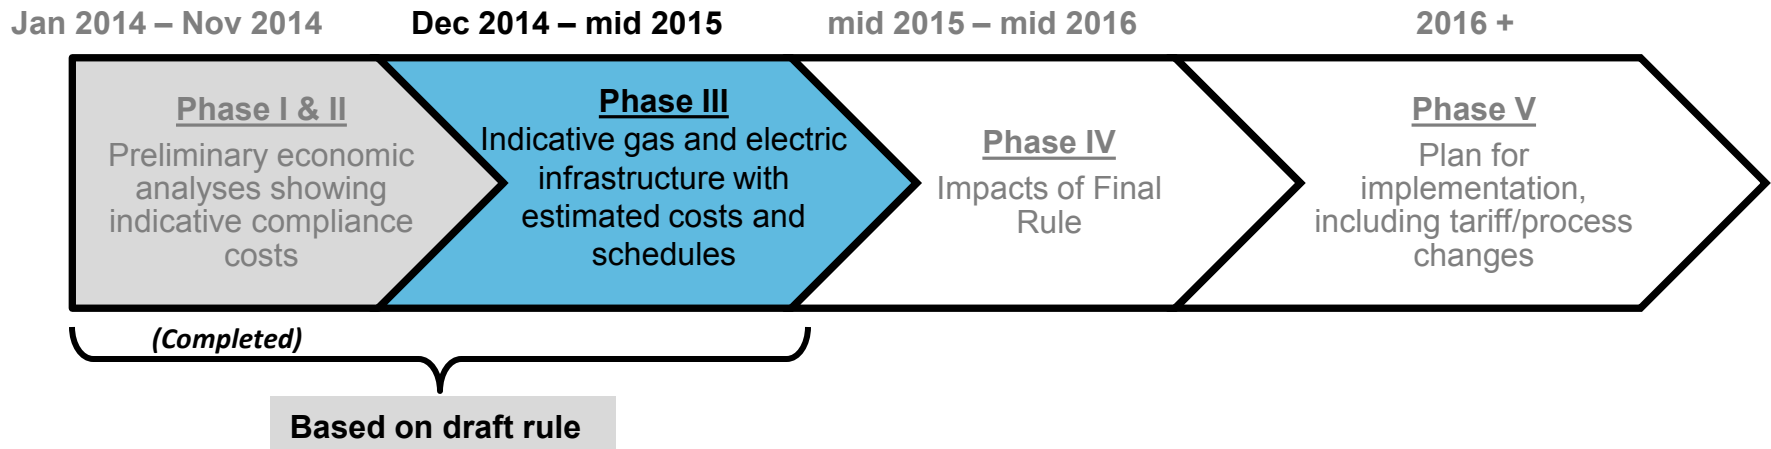 Jan 2014 – Nov 2014
Dec 2014 – mid 2015
mid 2015 – mid 2016
2016 +
Phase I & II
Preliminary economic
analyses showing
indicative compliance
costs
Phase III
Indicative gas and electric
infrastructure with
estimated costs and
schedules
Phase IV
Impacts of Final
Rule
Phase V
Plan for
implementation,
including tariff/process
changes
(Completed)
Based on draft rule